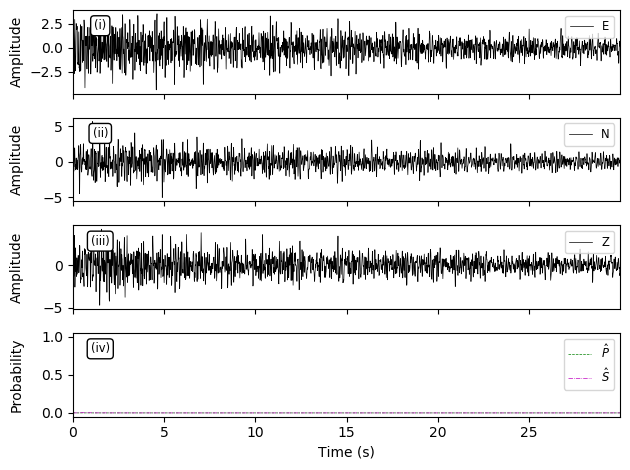 Amplitude
2.5
0.0
−2.5
(i)
E
Amplitude
5
0
−5
(ii)
N
Amplitude
0
−5
(iii)
Z
Probability
1.0
0.5
0.0
(iv)
P̂
Ŝ
0 5 10 15 20 25
Time (s)